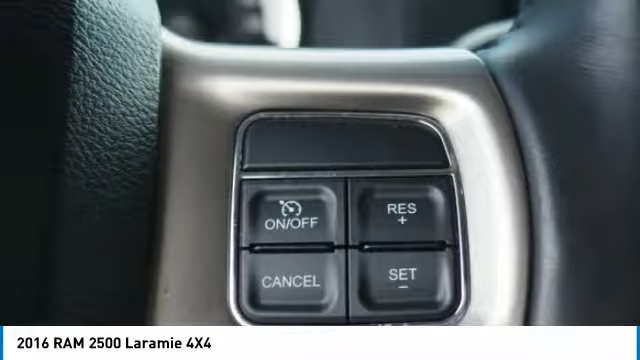 ON/OFF
RES
+
CANCEL
SET
–
2016 RAM 2500 Laramie 4X4